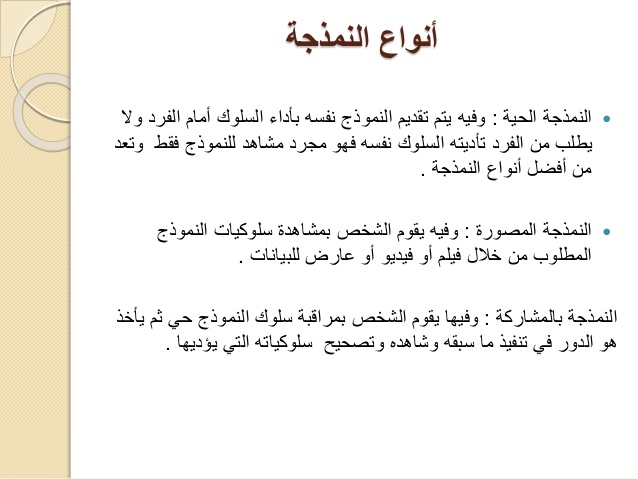 أنواع النمذجة
• النمذجة الحية : وفيه يتم تقديم النموذج نفسه بأداء السلوك أمام الفرد ولا
يطلب من الفرد تأديته السلوك نفسه فهو مجرد مشاهد للنموذج فقط وتعد
من أفضل أنواع النمذجة .
• النمذجة المصورة : وفيه يقوم الشخص بمشاهدة سلوكيات النموذج
المطلوب من خلال فيلم أو فيديو أو عارض للبيانات .
النمذجة بالمشاركة : وفيها يقوم الشخص بمراقبة سلوك النموذج حي ثم يأخذ
هو الدور في تنفيذ ما سبقه وشاهده وتصحيح سلوكياته التي يؤديها .